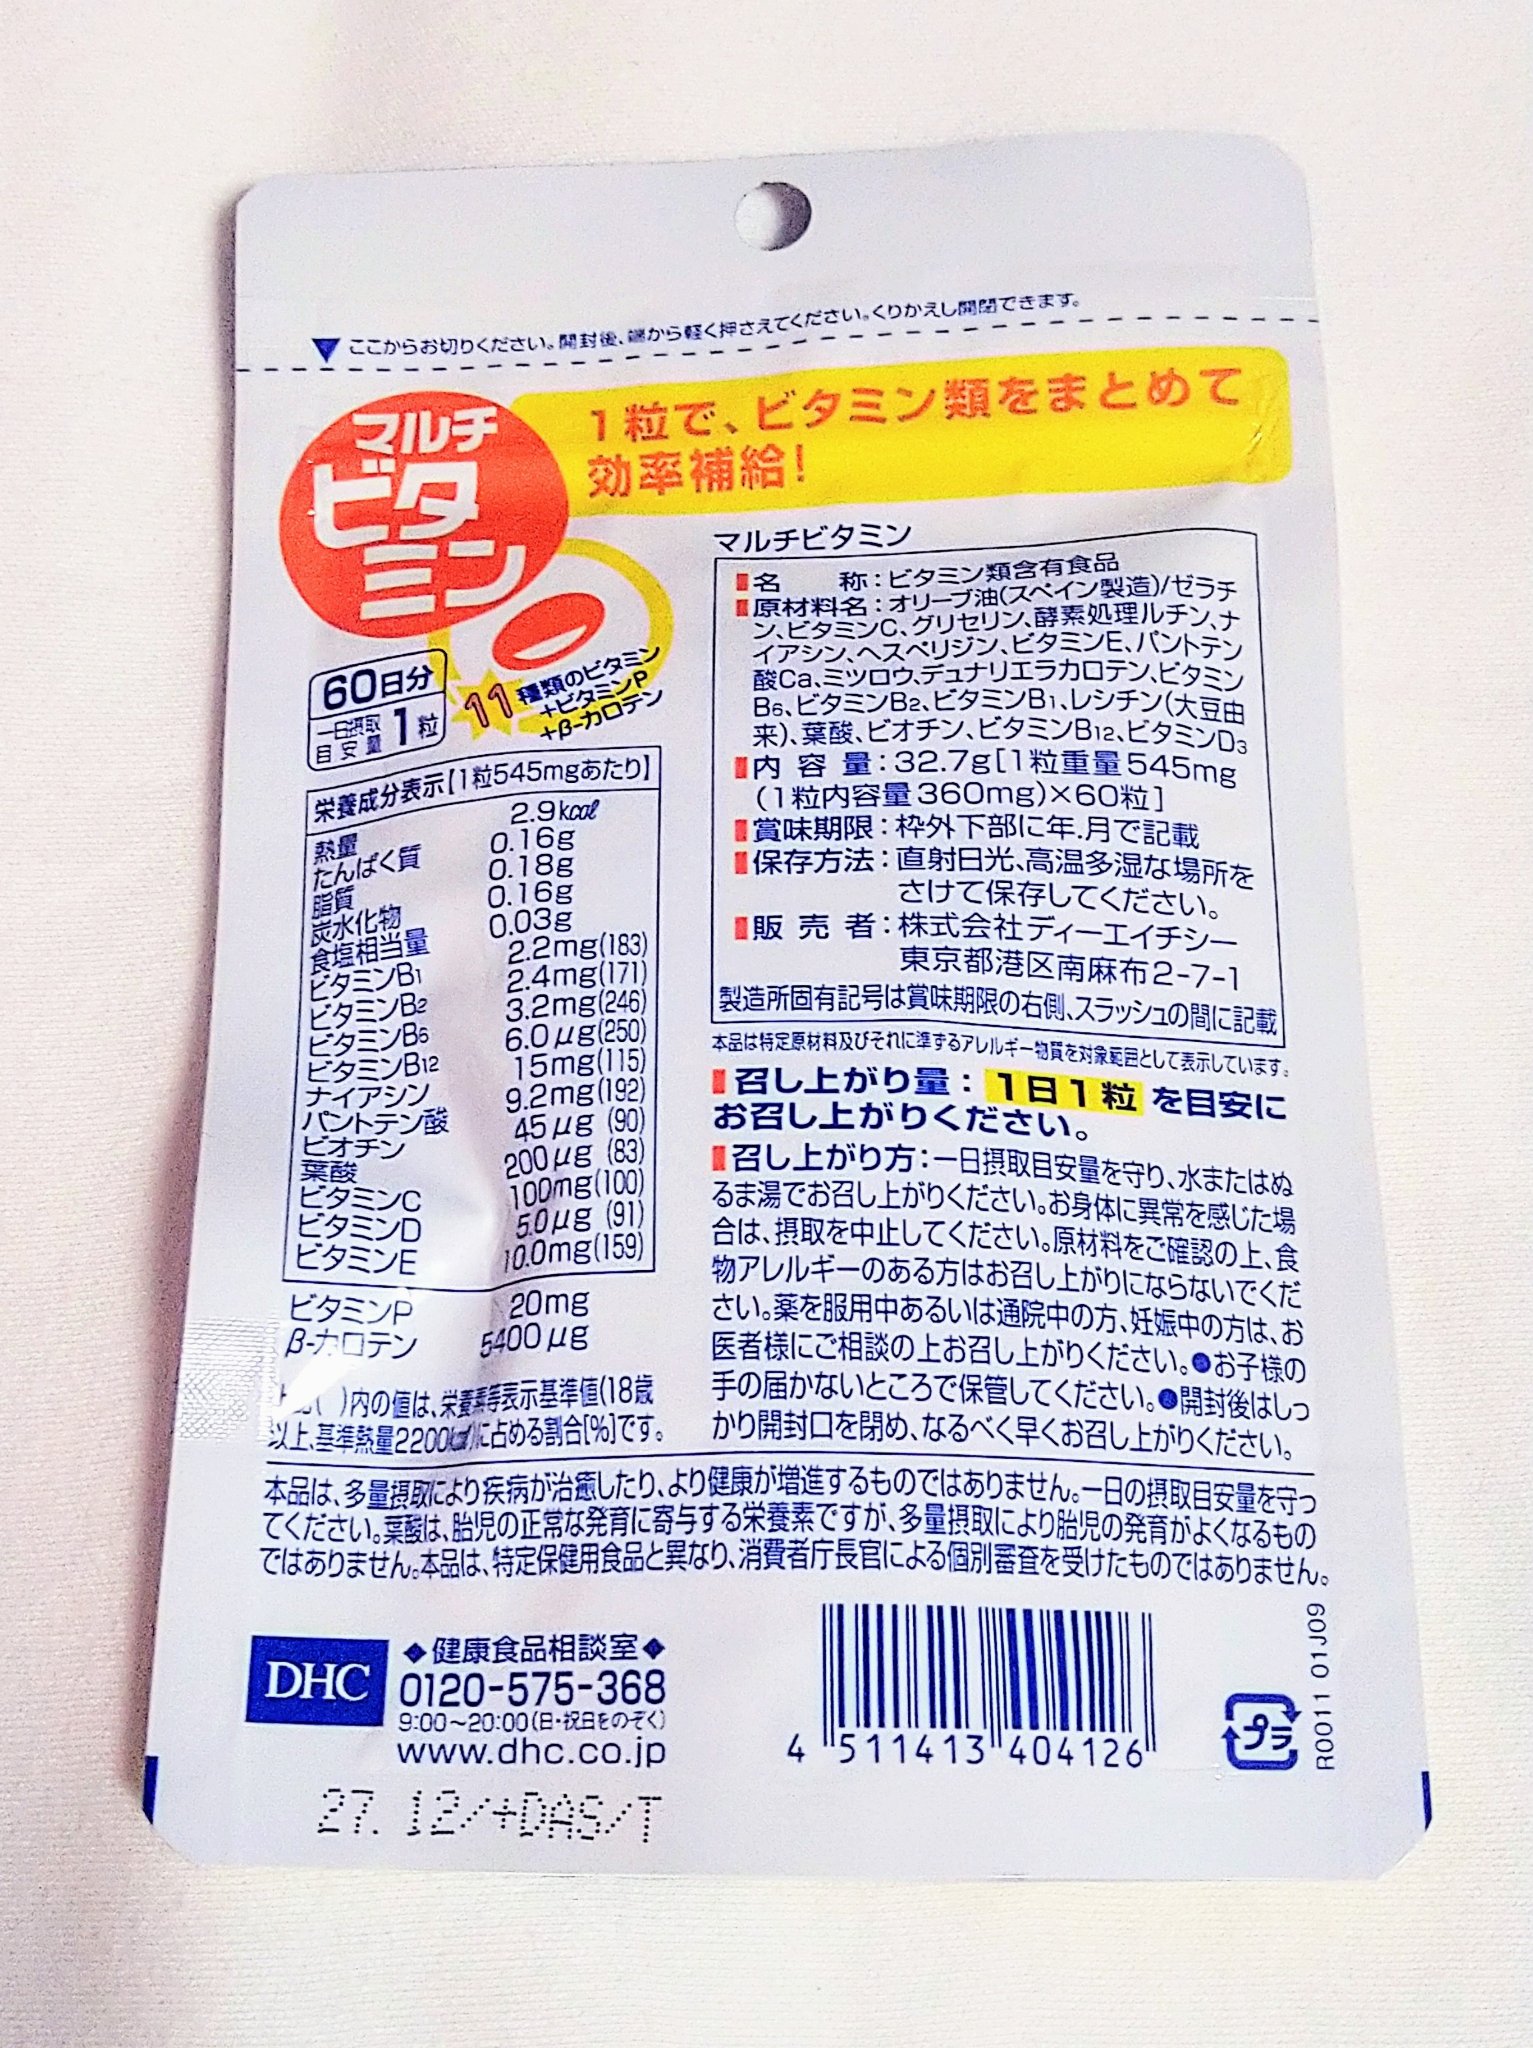 ▼ここからお切りください。開封後、端から軽く押さえてください。くりかえし開閉できます。
マルチ
ビタ
ミン
1粒で、ビタミン類をまとめて
効率補給!
60日分
一日摂取
目安量
1粒
11種類のビタミン
+ビタミンP
+β-カロテン
栄養成分表示【1粒545mgあたり】
熱量 2.9kcal
たんぱく質 0.16g
脂質 0.18g
炭水化物 0.16g
食塩相当量 0.03g
ビタミンB1 2.2mg(183)
ビタミンB2 2.4mg(171)
ビタミンB6 3.2mg(246)
ビタミンB12 6.0μg(250)
ナイアシン 15mg(115)
パントテン酸 9.2mg(192)
ビオチン 45μg(90)
葉酸 200μg(83)
ビタミンC 100mg(100)
ビタミンD 5.0μg(91)
ビタミンE 10.0mg(159)
ビタミンP 20mg
β-カロテン 5400μg
( )内の値は、栄養素等表示基準値(18歳
以上、基準熱量2200kcal)に占める割合[%]です。
マルチビタミン
名称:ビタミン類含有食品
原材料名:オリーブ油(スペイン製造)/ゼラチ
ン、ビタミンC、グリセリン、酵素処理ルチン、ナ
イアシン、ヘスペリジン、ビタミンE、パントテン
酸Ca、ミツロウ、デュナリエラカロテン、ビタミン
B6、ビタミンB2、ビタミンB1、レシチン(大豆由
来)、葉酸、ビオチン、ビタミンB12、ビタミンD3
内容量:32.7g[1粒重量545mg
(1粒内容量360mg)×60粒]
賞味期限:枠外下部に年.月で記載
保存方法:直射日光、高温多湿な場所を
さけて保存してください。
販売者:株式会社ディーエイチシー
東京都港区南麻布2-7-1
製造所固有記号は賞味期限の右側、スラッシュの間に記載
本品は特定原材料及びそれに準ずるアレルギー物質を対象範囲として表示しています。
召し上がり量:1日1粒を目安に
お召し上がりください。
召し上がり方:一日摂取目安量を守り、水またはぬ
るま湯でお召し上がりください。お身体に異常を感じた場
合は、摂取を中止してください。原材料をご確認の上、食
物アレルギーのある方はお召し上がりにならないでくだ
さい。薬を服用中あるいは通院中の方、妊娠中の方は、お
医者様にご相談の上お召し上がりください。●お子様の
手の届かないところで保管してください。●開封後はしっ
かり開封口を閉め、なるべく早くお召し上がりください。
本品は、多量摂取により疾病が治癒したり、より健康が増進するものではありません。一日の摂取目安量を守っ
てください。葉酸は、胎児の正常な発育に寄与する栄養素ですが、多量摂取により胎児の発育がよくなるもの
ではありません。本品は、特定保健用食品と異なり、消費者庁長官による個別審査を受けたものではありません。
DHC
◆健康食品相談室◆
0120-575-368
9:00〜20:00(日・祝日をのぞく)
www.dhc.co.jp
4 511413 404126
プラ
R0011 01J09
27. 12/+DAS/T